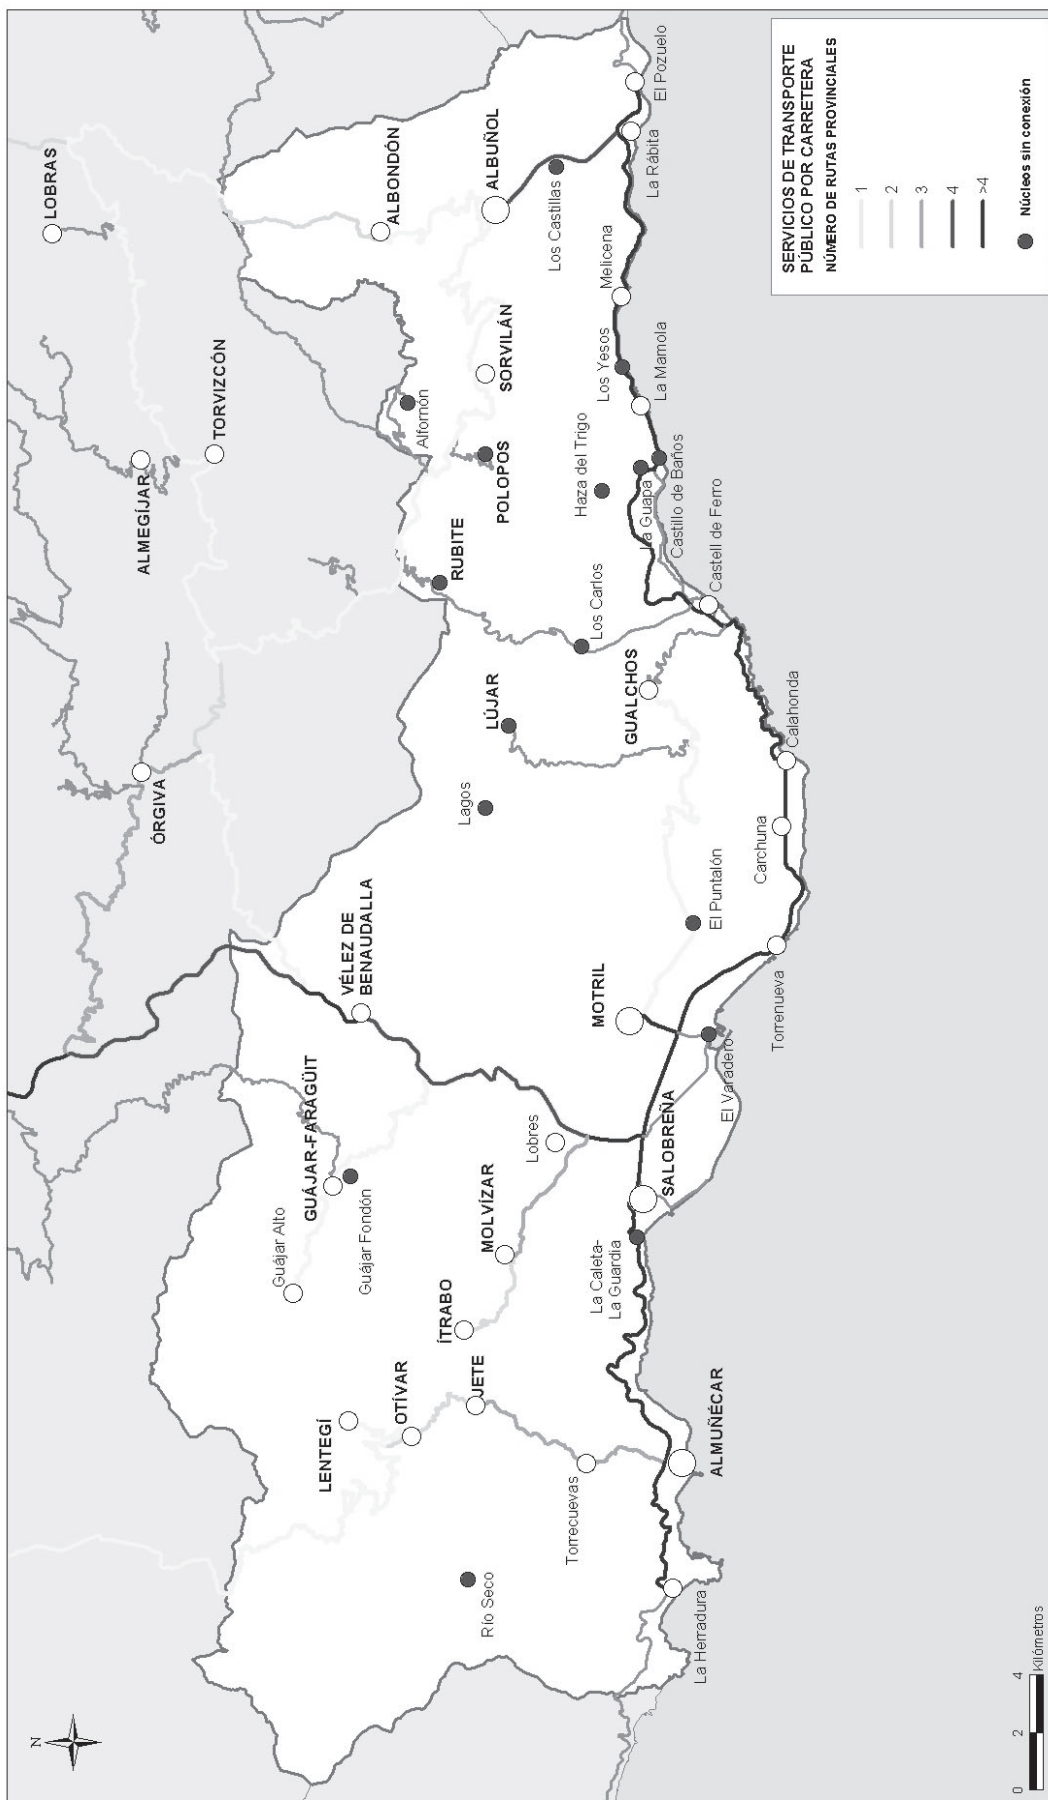 LOBRAS
ALMEGÍJAR
TORVIZCÓN
ÓRGIVA
ALBONDÓN
ALBUÑOL
Los Castillas
El Pozuelo
La Rábita
Alfornón
SORVILÁN
POLOPOS
Haza del Trigo
Melicena
Los Yesos
La Mamola
La Guapa
Castillo de Baños
RUBITE
Los Carlos
Castell de Ferro
LÚJAR
GUALCHOS
Calahonda
Lagos
Carchuna
El Puntalón
Torrenueva
VÉLEZ DE
BENAUDALLA
MOTRIL
El Varadero
GUÁJAR-FARAGÜIT
Guájar Alto
Guájar Fondón
Lobres
MOLVÍZAR
SALOBREÑA
La Caleta-
La Guardia
ÍTRABO
LENTEGÍ
OTÍVAR
JETE
Torrecuevas
ALMUÑÉCAR
Río Seco
La Herradura
SERVICIOS DE TRANSPORTE
PÚBLICO POR CARRETERA
NÚMERO DE RUTAS PROVINCIALES
1
2
3
4
>4
Núcleos sin conexión
N
0 2 4
Kilómetros